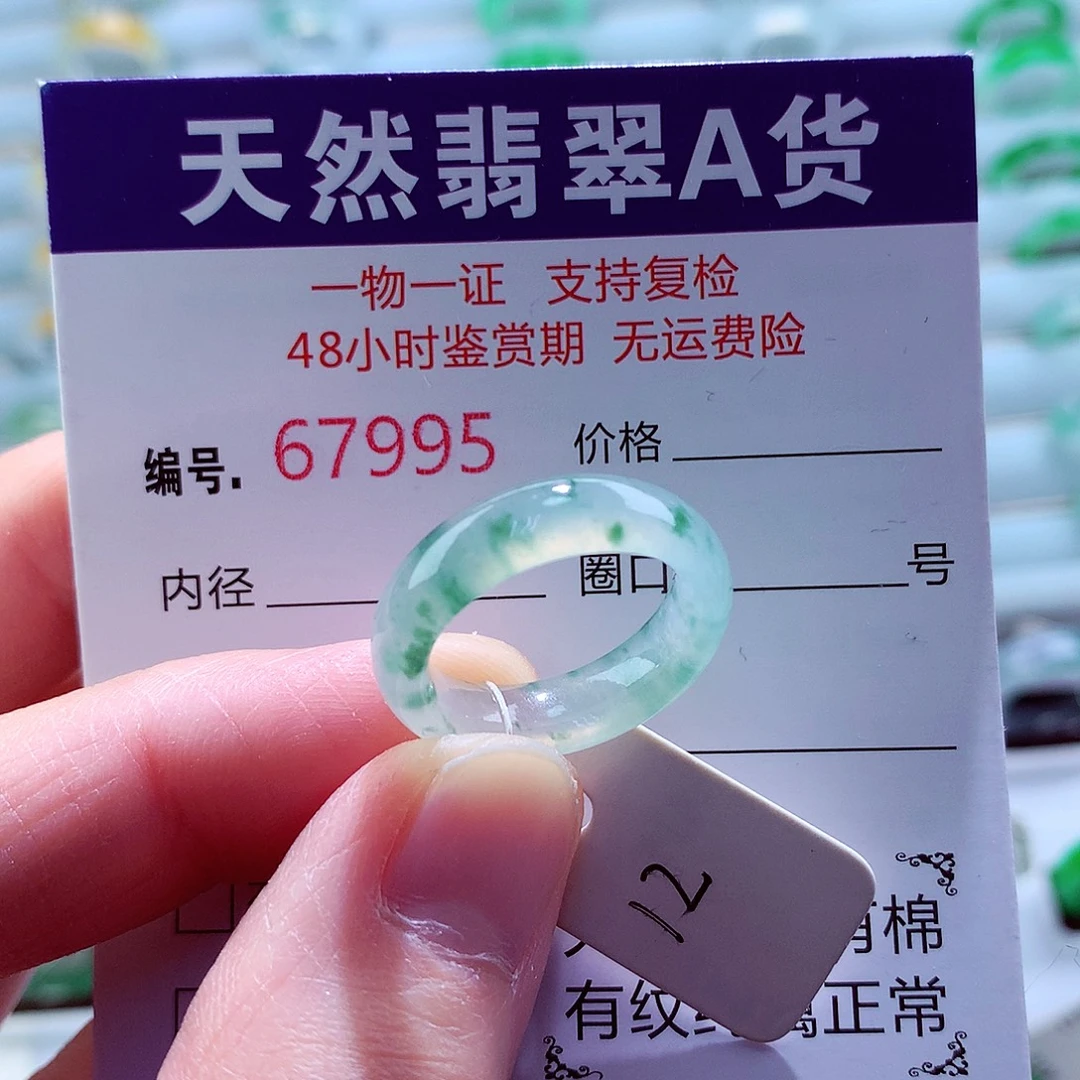 天然翡翠A货
一物一证 支持复检
48小时鉴赏期 无运费险
编号. 67995 价格
内径 圈口 号
12
棉
有纹 正常